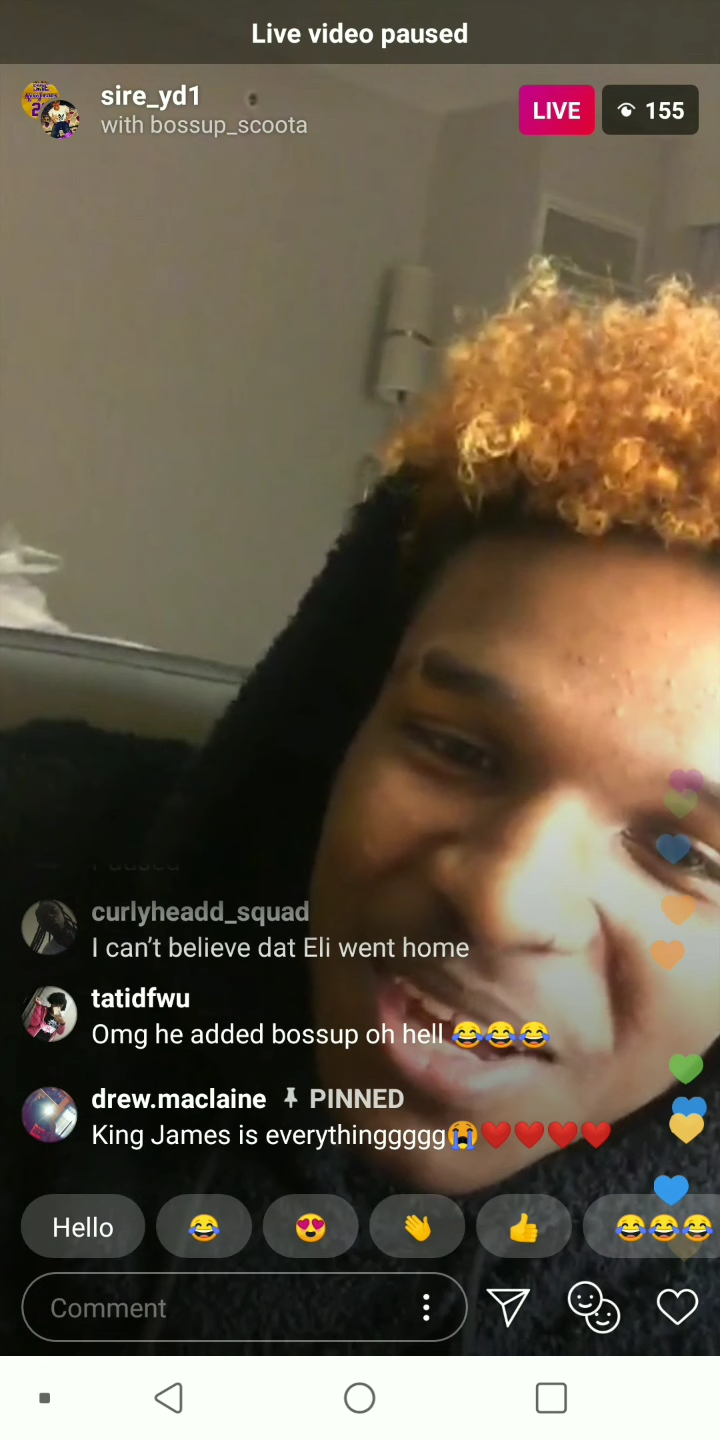 Live video paused
sire_yd1
with bossup_scoota
LIVE
155
curlyheadd_squad
I can’t believe dat Eli went home
tatidfwu
Omg he added bossup oh hell 😂😂😂
drew.maclaine PINNED
King James is everythinggggg😭❤️❤️❤️❤️
Hello 😂 😍 👋 👍 😂😂😂
Comment